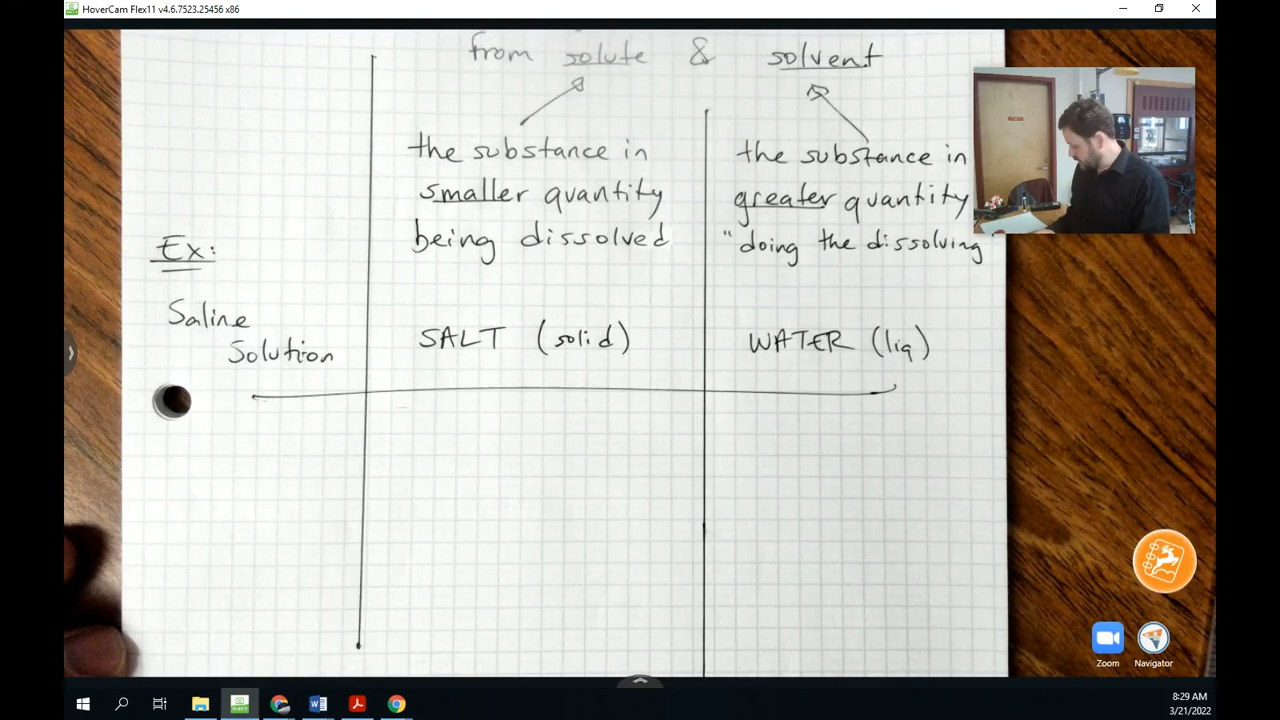 HoverCam Flex11 v4.6.7523.25456 x86
from solute & solvent
the substance in
smaller quantity
being dissolved
the substance in
greater quantity
"doing the dissolving
Ex:
Saline
Solution
SALT (solid)
WATER (liq)
Zoom
Navigator
8:29 AM
3/21/2022